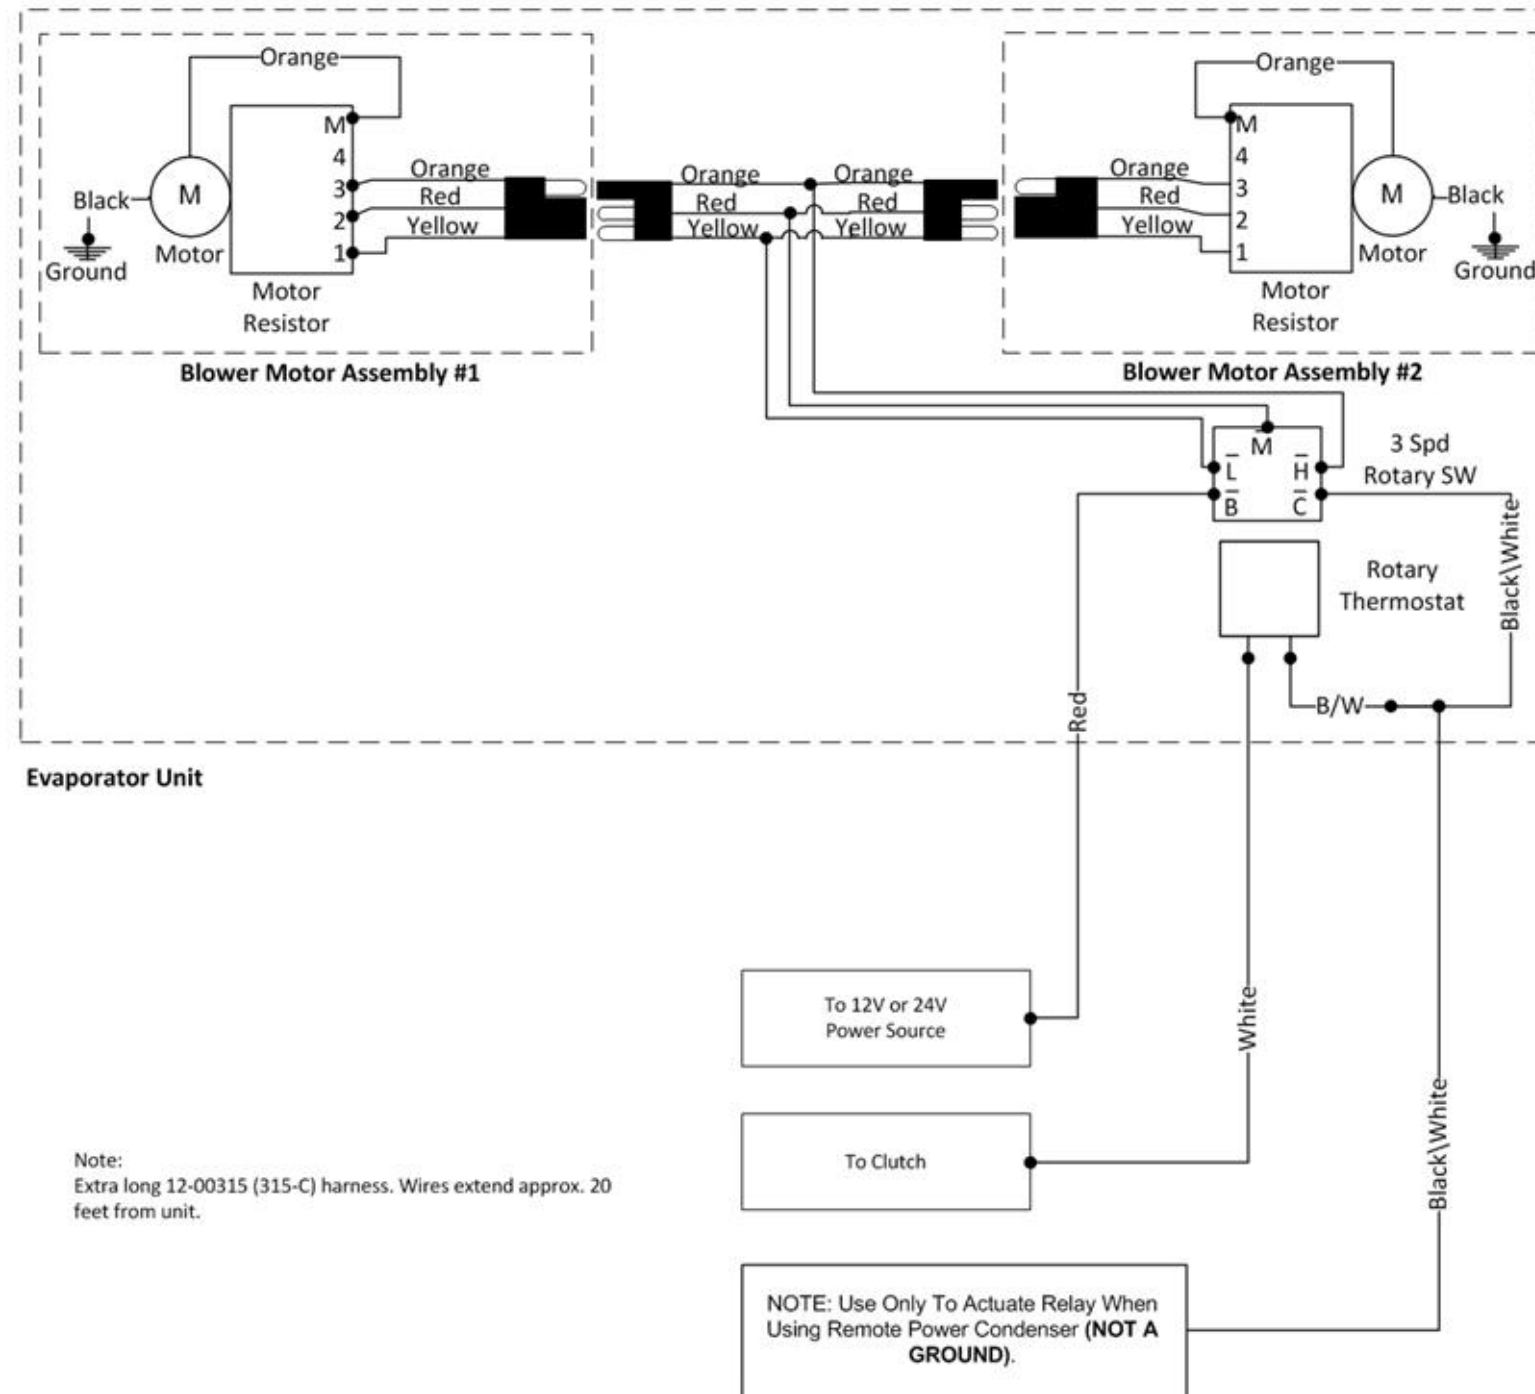 Orange
M
4
3
2
1
Orange
Red
Yellow
Black
M
Motor
Ground
Motor
Resistor
Blower Motor Assembly #1
Orange
Orange
Red
Red
Yellow
Yellow
Orange
M
4
3
2
1
Orange
Red
Yellow
M
Black
Motor
Ground
Motor
Resistor
Blower Motor Assembly #2
M
L
H
B
C
3 Spd
Rotary SW
Rotary
Thermostat
Black\White
B/W
Red
Evaporator Unit
To 12V or 24V
Power Source
White
To Clutch
Black\White
Note:
Extra long 12-00315 (315-C) harness. Wires extend approx. 20
feet from unit.
NOTE: Use Only To Actuate Relay When
Using Remote Power Condenser (NOT A
GROUND).